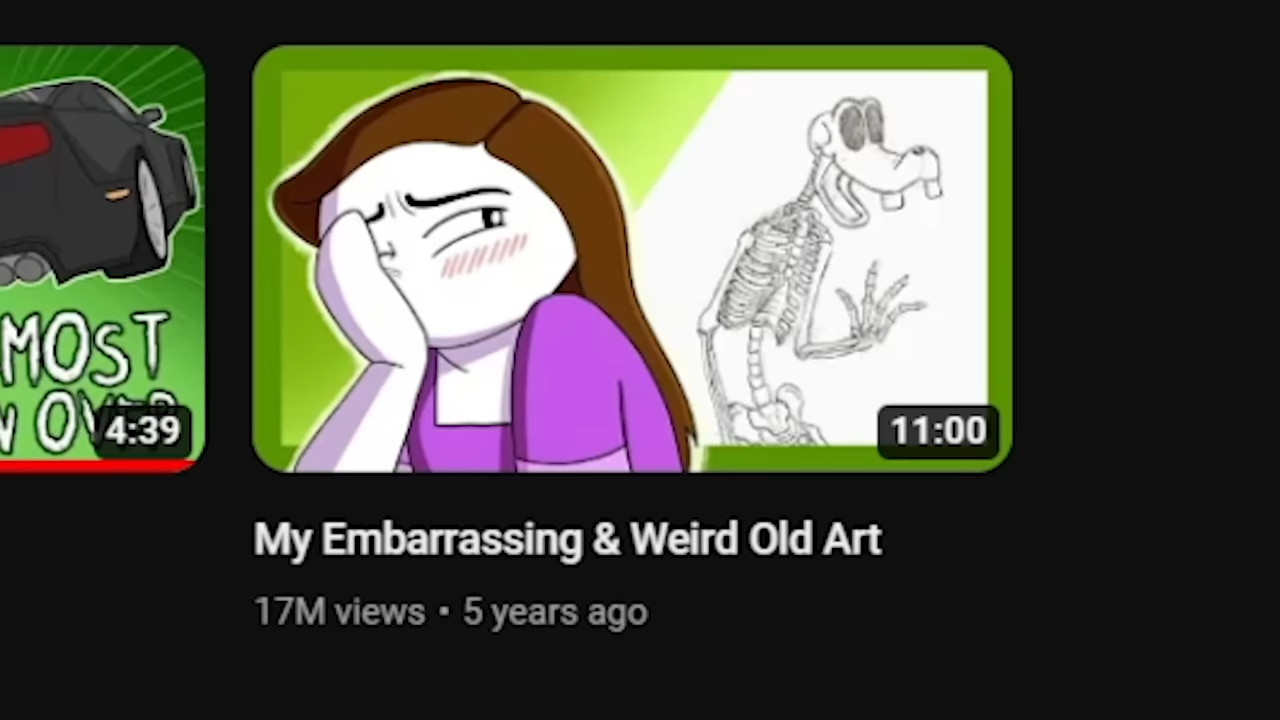 MOST
4:39
11:00
My Embarrassing & Weird Old Art
17M views • 5 years ago